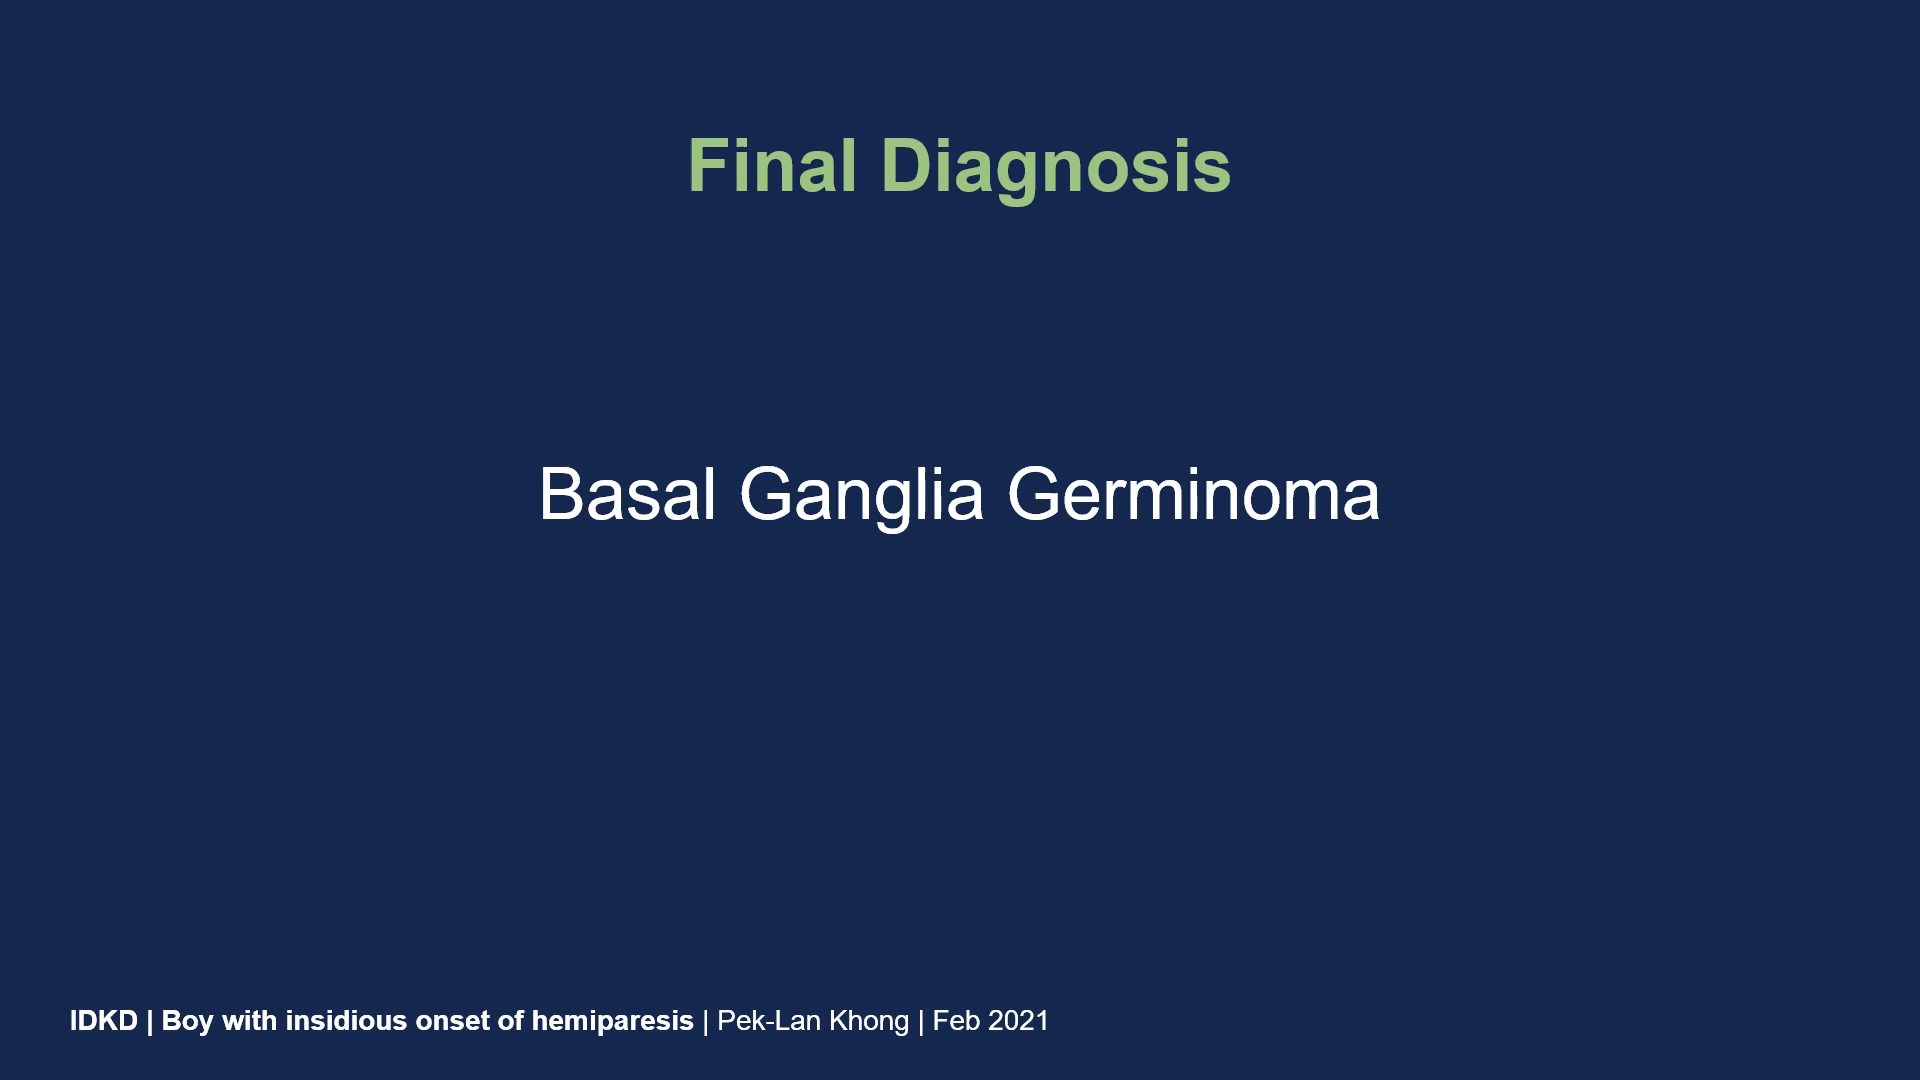 Final Diagnosis
Basal Ganglia Germinoma
IDKD | Boy with insidious onset of hemiparesis | Pek-Lan Khong | Feb 2021